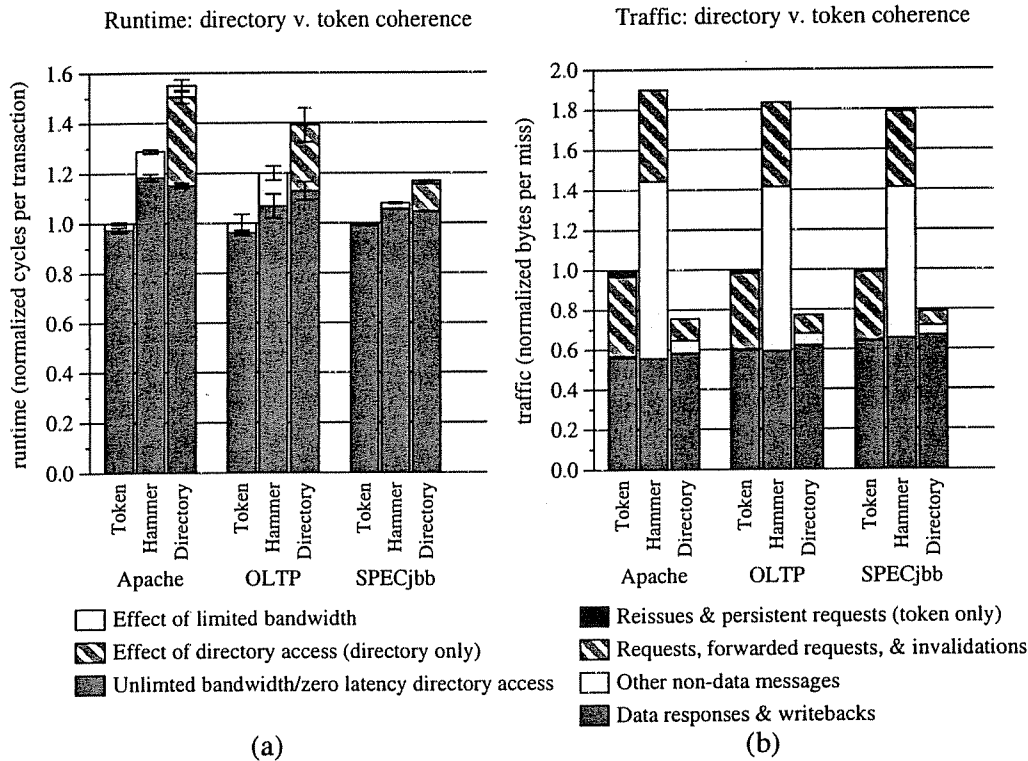 Runtime: directory v. token coherence
runtime (normalized cycles per transaction)
1.6
1.4
1.2
1.0
0.8
0.6
0.4
0.2
0.0
Token
Hammer
Directory
Token
Hammer
Directory
Token
Hammer
Directory
Apache
OLTP
SPECjbb
Effect of limited bandwidth
Effect of directory access (directory only)
Unlimted bandwidth/zero latency directory access
(a)
Traffic: directory v. token coherence
traffic (normalized bytes per miss)
2.0
1.8
1.6
1.4
1.2
1.0
0.8
0.6
0.4
0.2
0.0
Token
Hammer
Directory
Token
Hammer
Directory
Token
Hammer
Directory
Apache
OLTP
SPECjbb
Reissues & persistent requests (token only)
Requests, forwarded requests, & invalidations
Other non-data messages
Data responses & writebacks
(b)